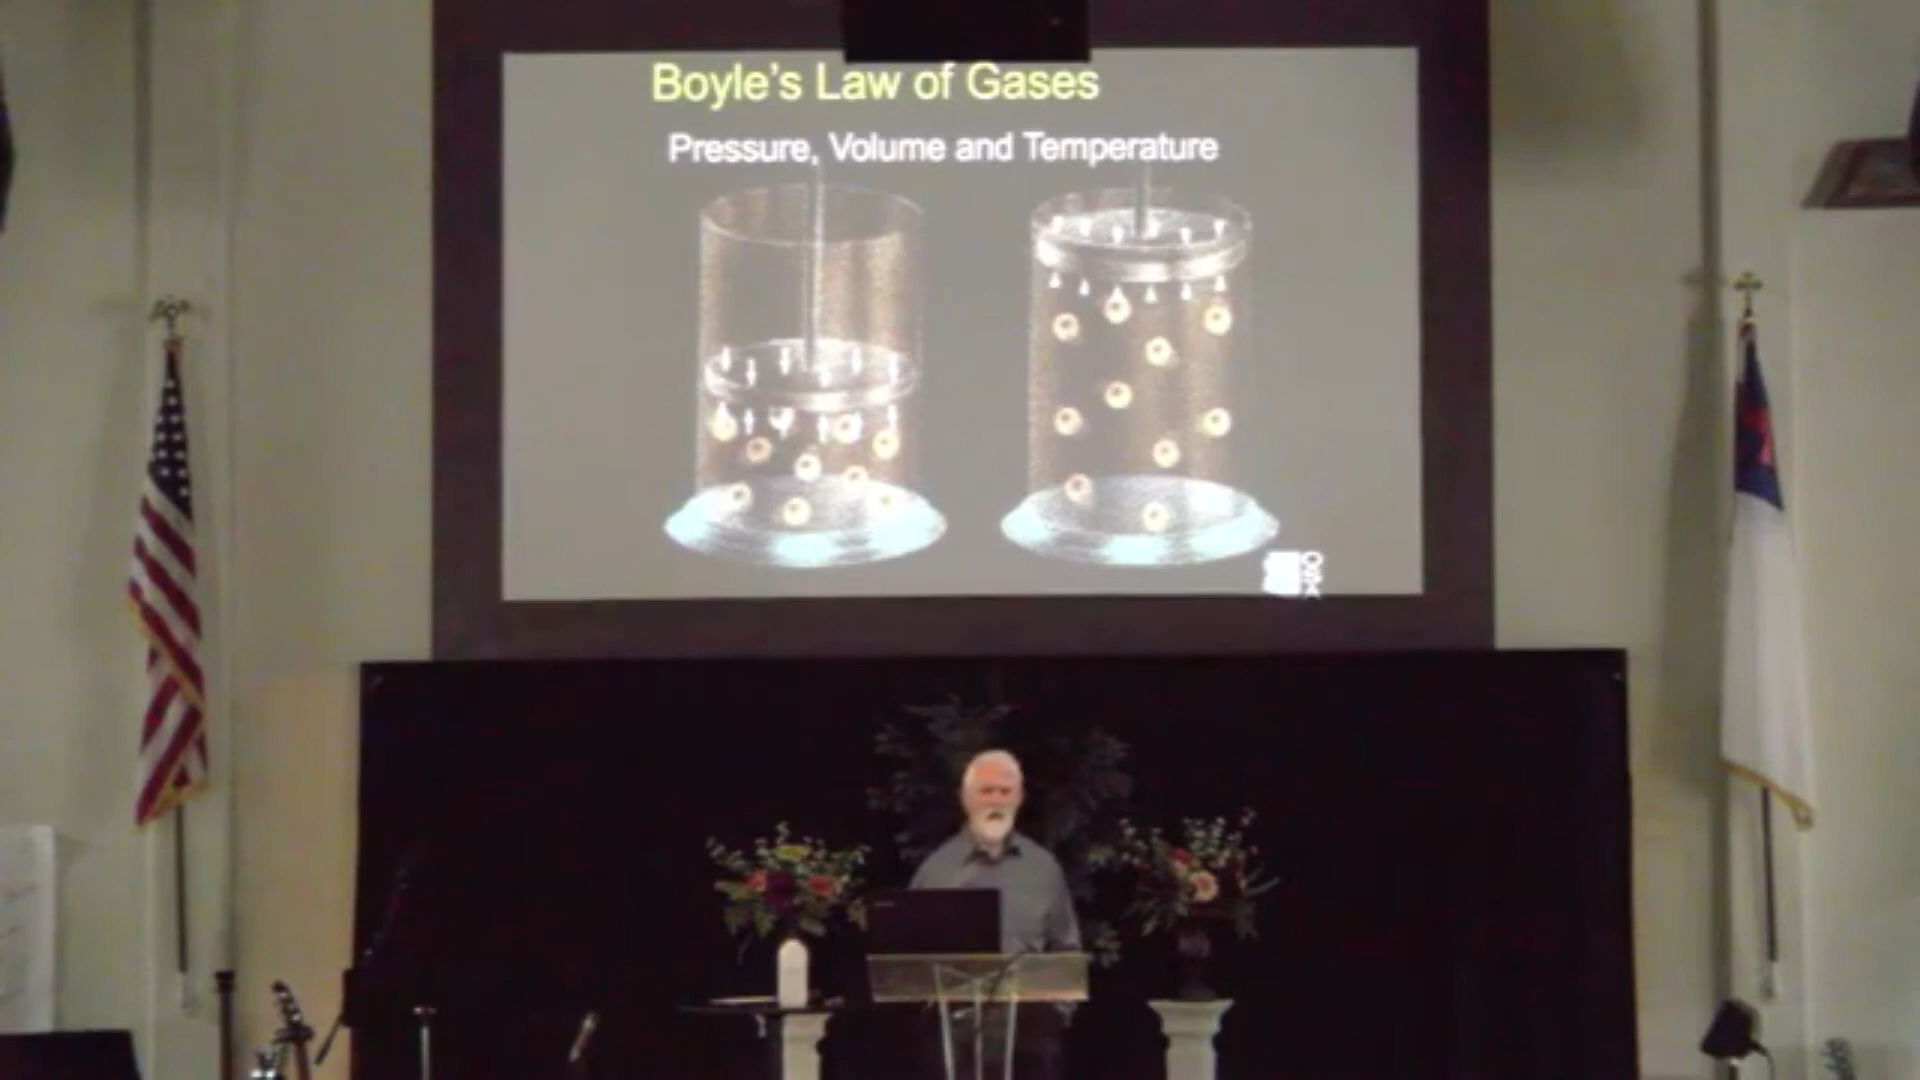 Boyle's Law of Gases
Pressure, Volume and Temperature